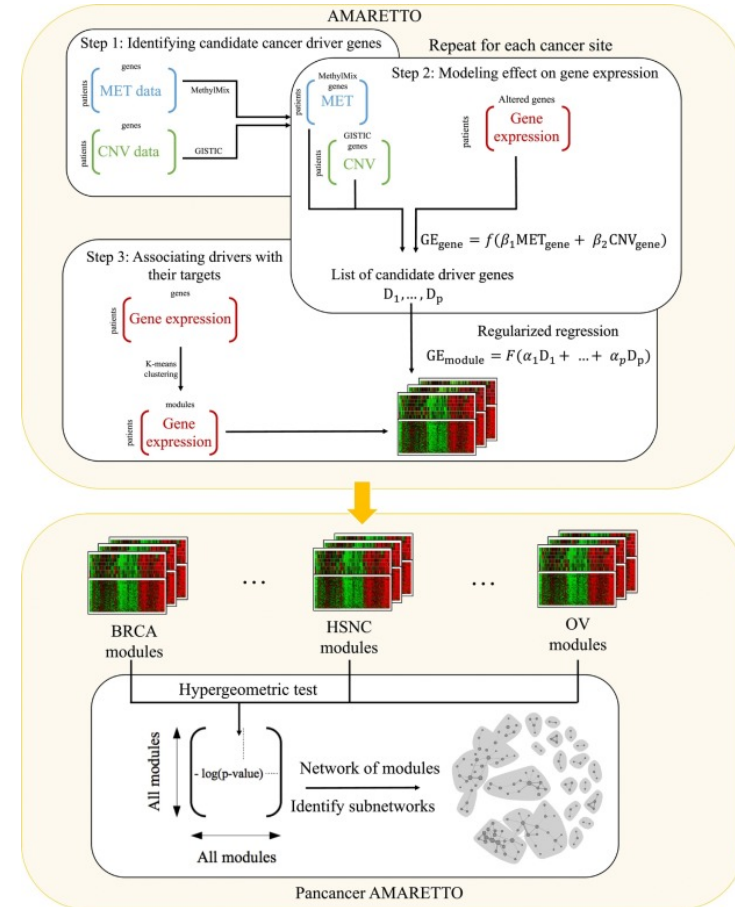 AMARETTO
Step 1: Identifying candidate cancer driver genes
genes
patients
MET data
MethylMix
genes
patients
CNV data
GISTIC
Repeat for each cancer site
Step 2: Modeling effect on gene expression
MethylMix
genes
patients
MET
GISTIC
genes
patients
CNV
Altered genes
patients
Gene
expression
GE_gene = f(β₁MET_gene + β₂CNV_gene)
List of candidate driver genes
D₁, ..., Dₚ
Step 3: Associating drivers with
their targets
genes
patients
Gene expression
K-means
clustering
modules
patients
Gene
expression
Regularized regression
GE_module = F(α₁D₁ + ... + αₚDₚ)
...
...
BRCA
modules
HSNC
modules
OV
modules
Hypergeometric test
All modules
- log(p-value)
All modules
Network of modules
Identify subnetworks
Pancancer AMARETTO